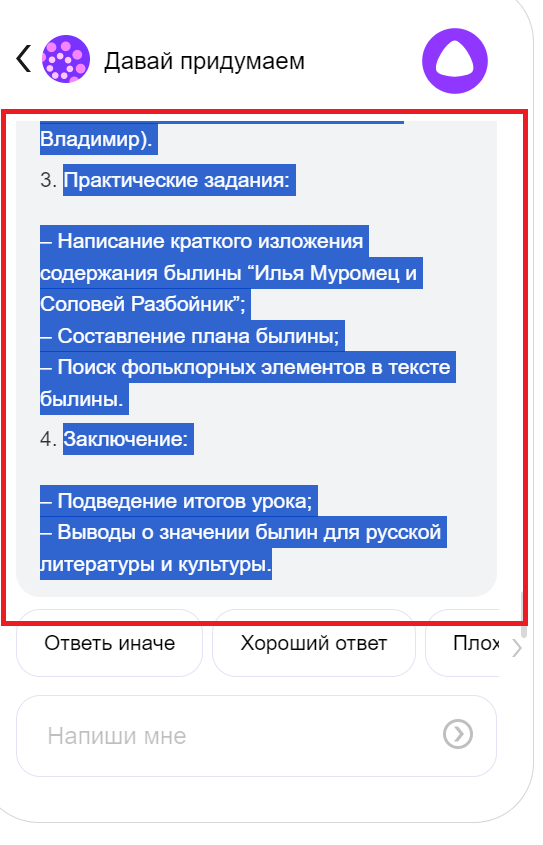 Давай придумаем
Владимир).
3. Практические задания:
– Написание краткого изложения
содержания былины “Илья Муромец и
Соловей Разбойник”;
– Составление плана былины;
– Поиск фольклорных элементов в тексте
былины.
4. Заключение:
– Подведение итогов урока;
– Выводы о значении былин для русской
литературы и культуры.
Ответь иначе
Хороший ответ
Плох
Напиши мне